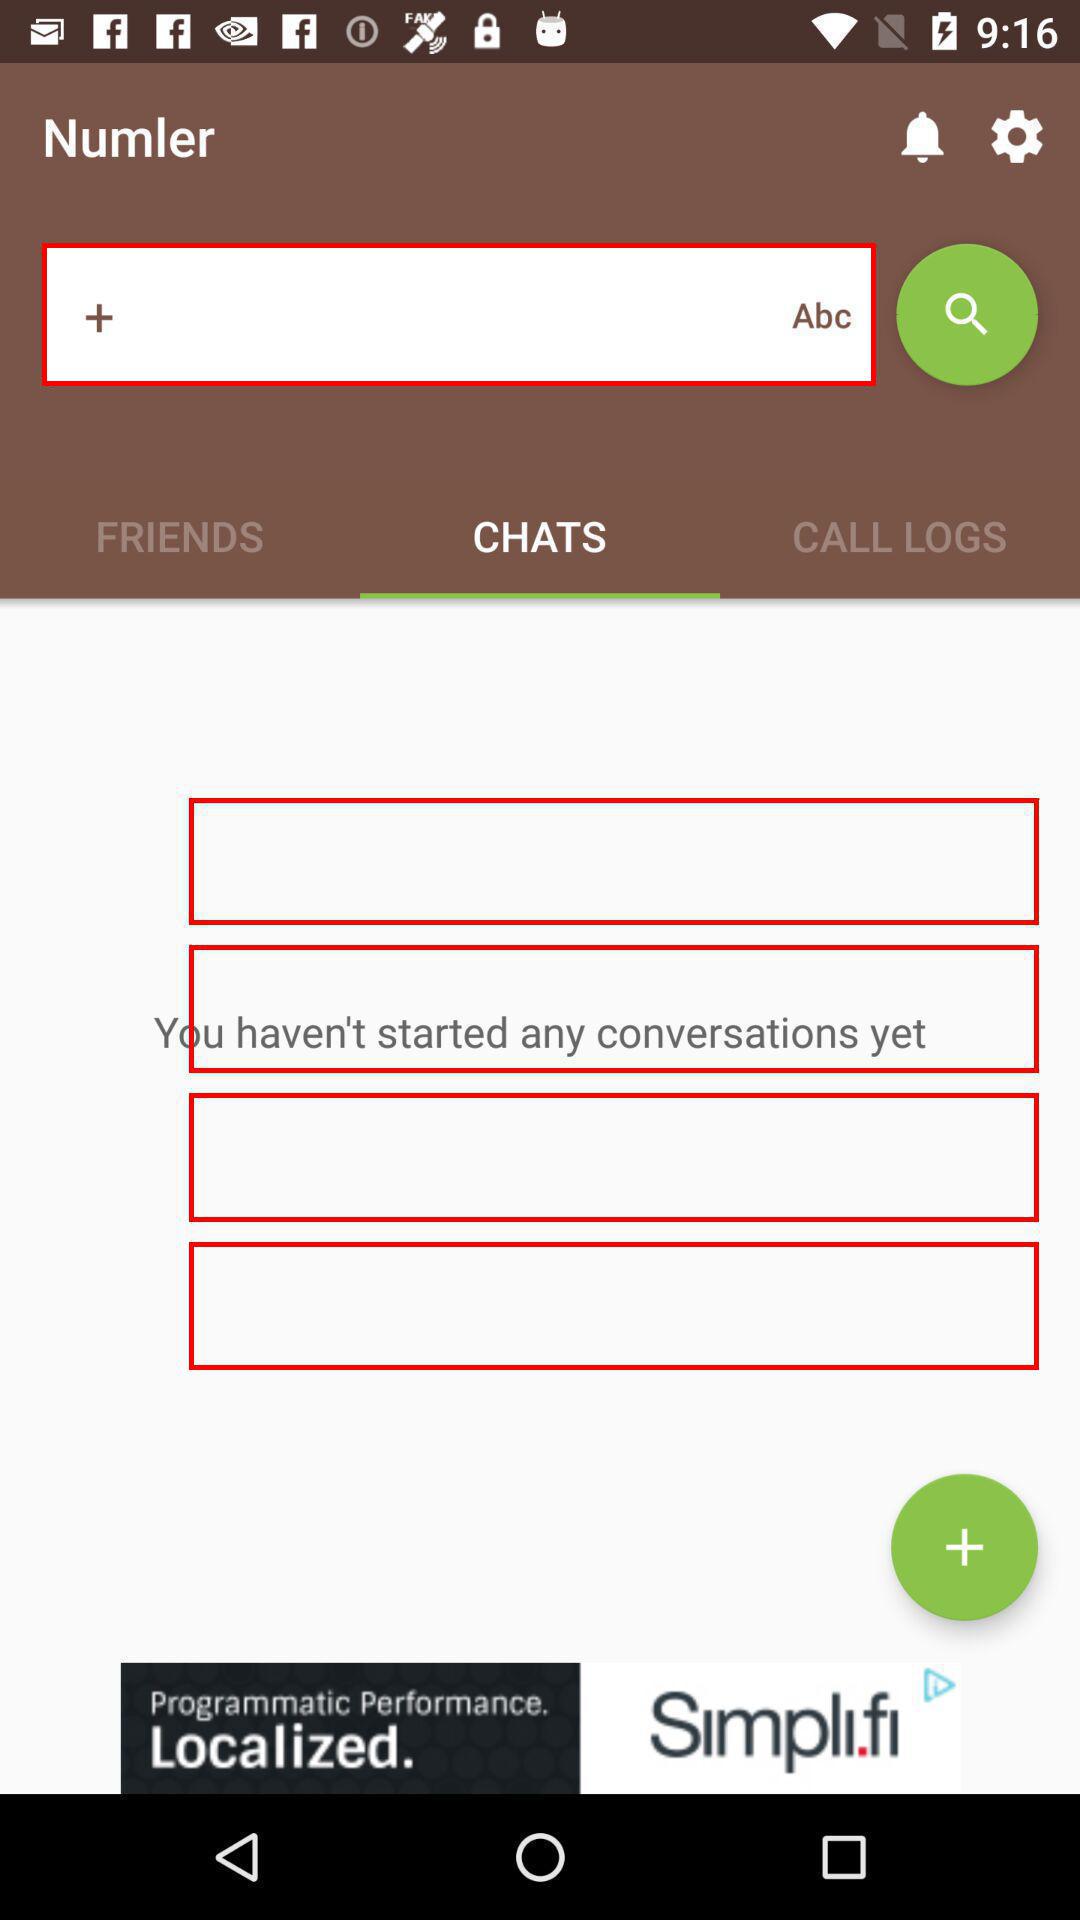 FAKE
9:16
Numler
+ Abc
FRIENDS CHATS CALL LOGS
You haven't started any conversations yet
+
Programmatic Performance.
Localized.
Simpli.fi